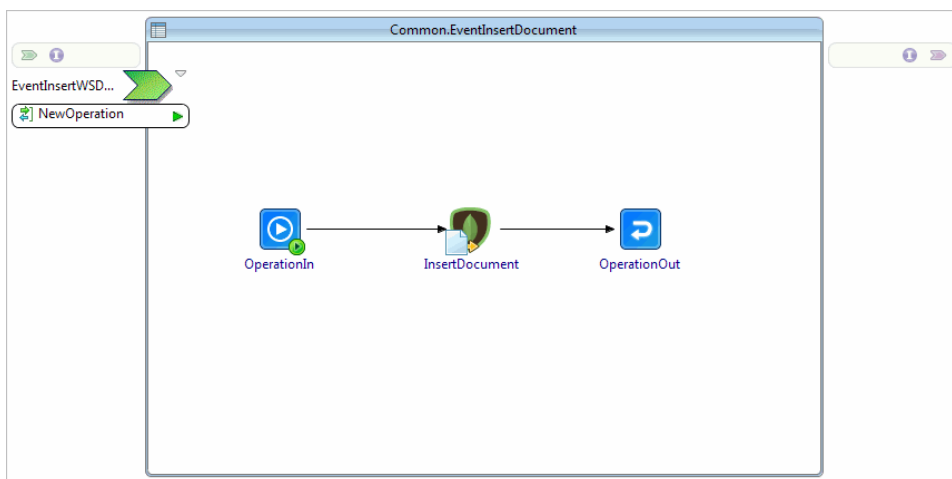 Common.EventInsertDocument
EventInsertWSD...
NewOperation
OperationIn
InsertDocument
OperationOut